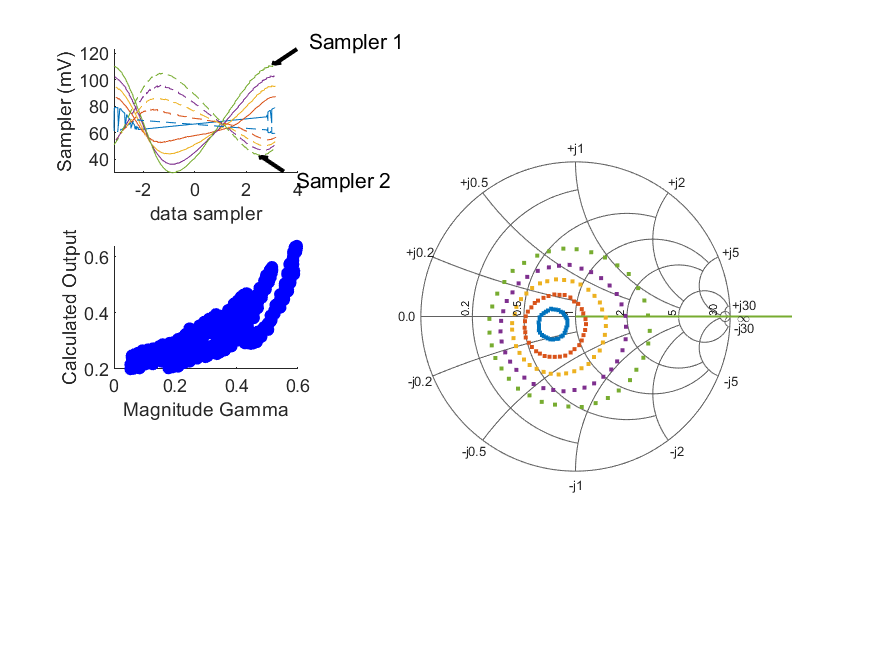 Sampler 1
120
100
80
60
40
Sampler (mV)
-2
0
2
4
Sampler 2
data sampler
0.6
0.4
0.2
Calculated Output
0
0.2
0.4
0.6
Magnitude Gamma
+j1
+j0.5
+j2
+j0.2
+j5
0.0
0.2
0.5
1
2
5
30
+j30
-j30
-j0.2
-j5
-j0.5
-j2
-j1